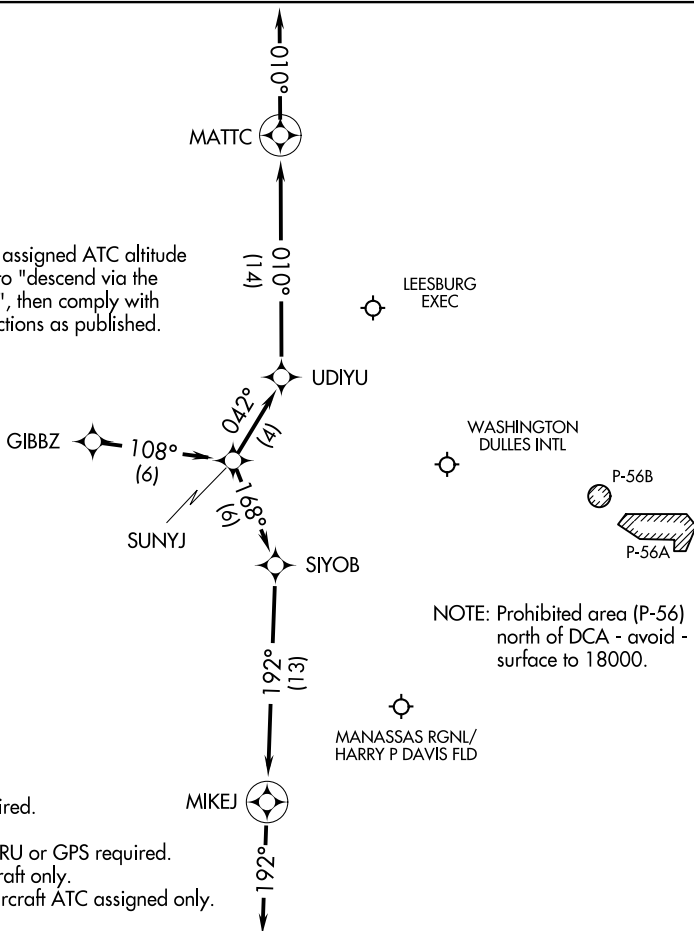 010°
MATTC
assigned ATC altitude
to "descend via the
", then comply with
ctions as published.
010°
(14)
LEESBURG
EXEC
UDIYU
042°
(4)
GIBBZ
108°
(6)
WASHINGTON
DULLES INTL
P-56B
168°
(6)
SUNYJ
P-56A
SIYOB
NOTE: Prohibited area (P-56)
north of DCA - avoid -
surface to 18000.
192°
(13)
MANASSAS RGNL/
HARRY P DAVIS FLD
MIKEJ
ired.
RU or GPS required.
raft only.
ircraft ATC assigned only.
192°